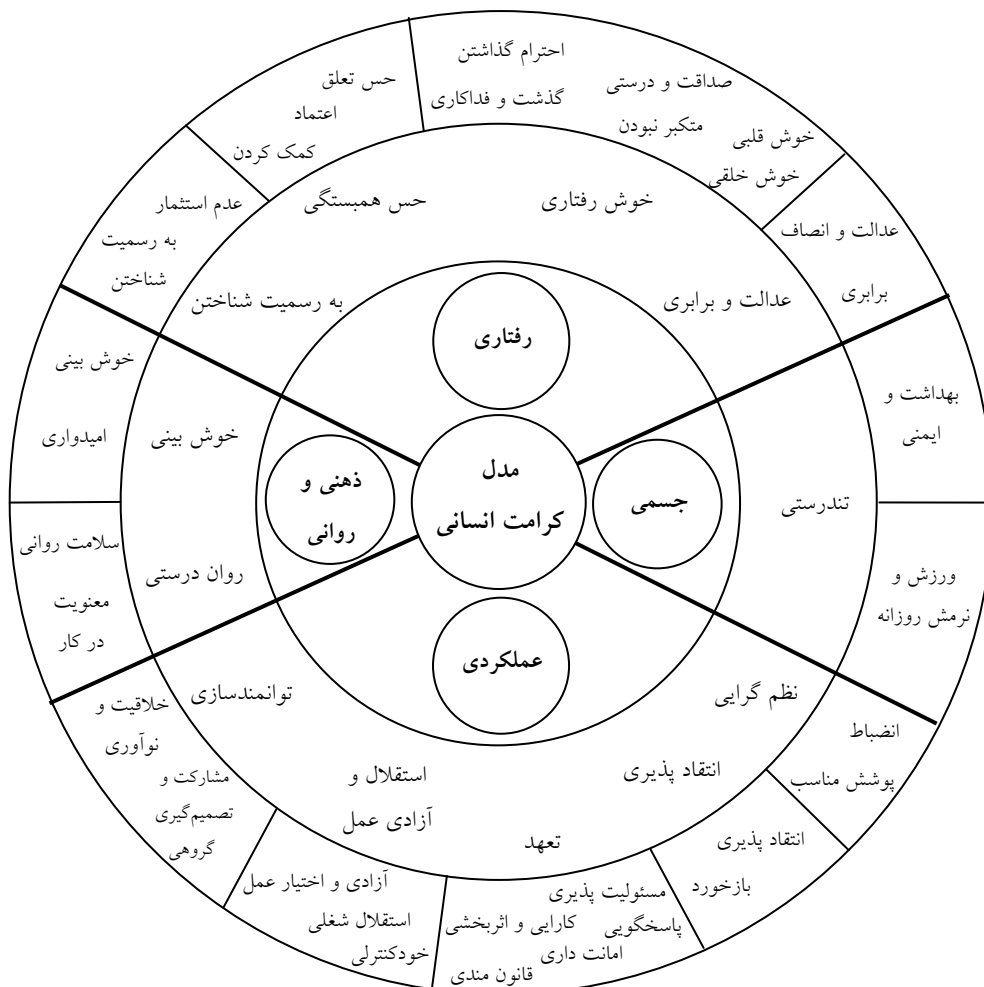 احترام گذاشتن
گذشت و فداکاری
صداقت و درستی
متکبر نبودن
خوش قلبی
خوش خلقی
عدالت و انصاف
برابری
حس تعلق
اعتماد
کمک کردن
عدم استثمار
به رسمیت
شناختن
خوش رفتاری
حس همبستگی
عدالت و برابری
به رسمیت شناختن
رفتاری
بهداشت و
ایمنی
ورزش و
نرمش روزانه
تندرستی
جسمی
مدل
کرامت انسانی
ذهنی و
روانی
خوش بینی
روان درستی
خوش بینی
امیدواری
سلامت روانی
معنویت
در کار
عملکردی
نظم گرایی
انتقاد پذیری
تعهد
استقلال و
آزادی عمل
توانمندسازی
انضباط
پوشش مناسب
انتقاد پذیری
بازخورد
مسئولیت پذیری
کارایی و اثربخشی
پاسخگویی
امانت داری
قانون مندی
آزادی و اختیار عمل
استقلال شغلی
خودکنترلی
خلاقیت و
نوآوری
مشارکت و
تصمیم‌گیری
گروهی